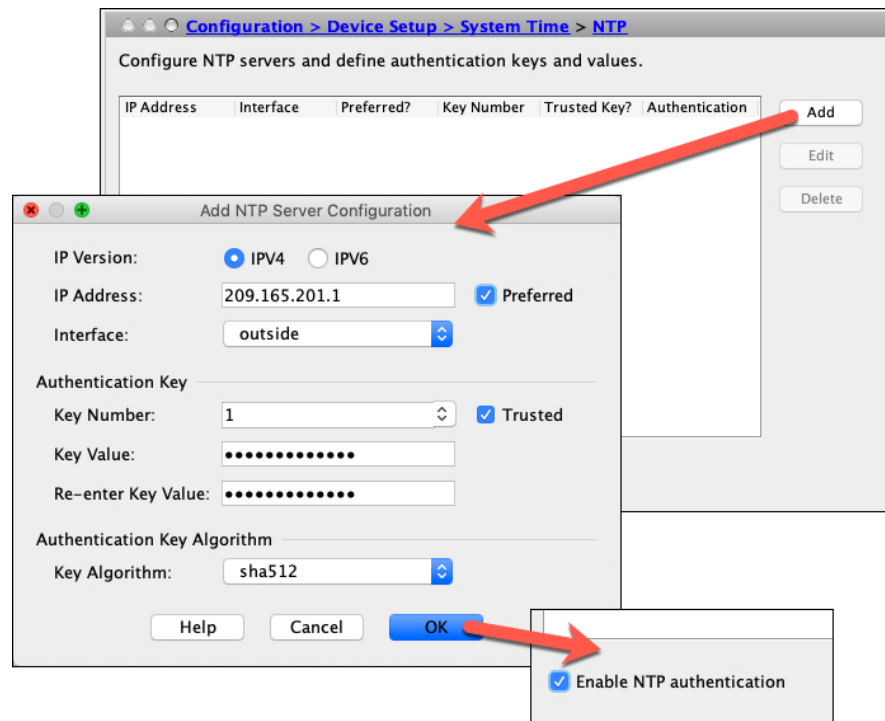 Configuration > Device Setup > System Time > NTP
Configure NTP servers and define authentication keys and values.
IP Address Interface Preferred? Key Number Trusted Key? Authentication
Add
Edit
Delete
Add NTP Server Configuration
IP Version: IPV4 IPV6
IP Address: 209.165.201.1 Preferred
Interface: outside
Authentication Key
Key Number: 1 Trusted
Key Value: •••••••••••••
Re-enter Key Value: •••••••••••••
Authentication Key Algorithm
Key Algorithm: sha512
Help Cancel OK
Enable NTP authentication